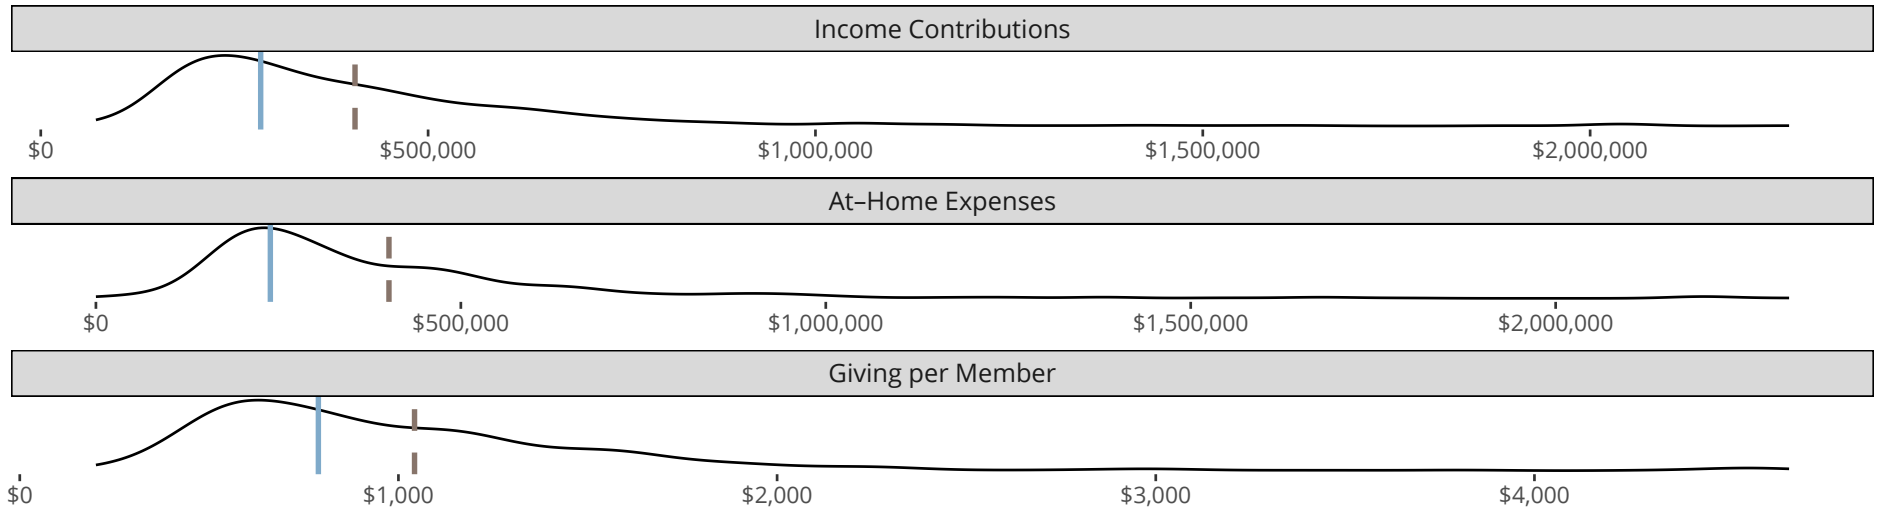 Income Contributions
$0 $500,000 $1,000,000 $1,500,000 $2,000,000
At–Home Expenses
$0 $500,000 $1,000,000 $1,500,000 $2,000,000
Giving per Member
$0 $1,000 $2,000 $3,000 $4,000